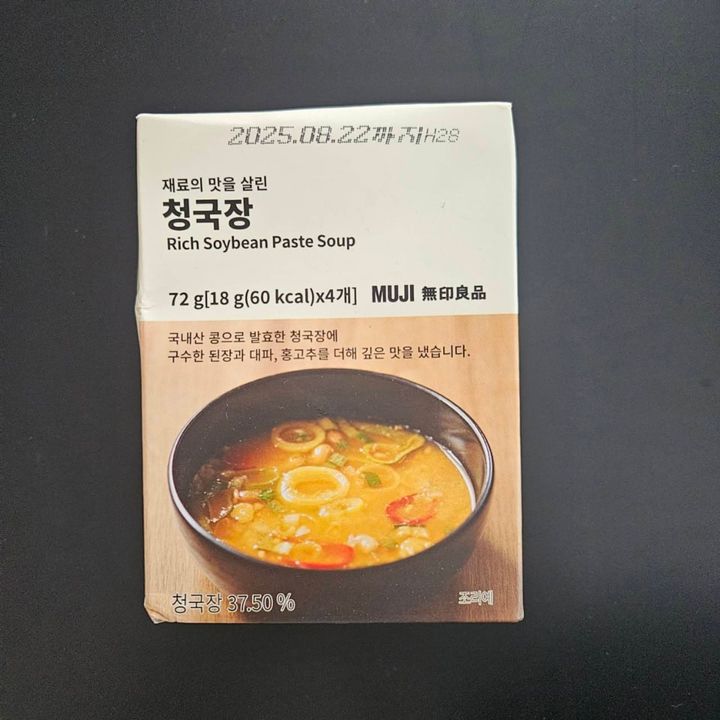 2025.08.22까지H28
재료의 맛을 살린
청국장
Rich Soybean Paste Soup
72 g[18 g(60 kcal)x4개] MUJI 無印良品
국내산 콩으로 발효한 청국장에
구수한 된장과 대파, 홍고추를 더해 깊은 맛을 냈습니다.
청국장 37.50 % 조리예